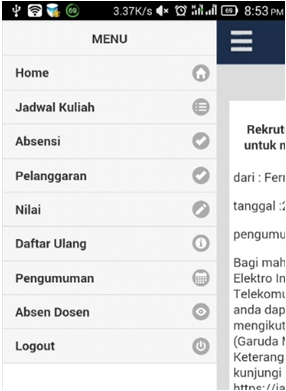 69 3.37K/s 69 8:53 PM
MENU
Home
Jadwal Kuliah
Absensi
Pelanggaran
Nilai
Daftar Ulang
Pengumuman
Absen Dosen
Logout
Rekrut
untuk n
dari : Ferr
tanggal :2
pengumu
Bagi mah
Elektro In
Telekomu
anda dap
mengikut
(Garuda M
Keterang
kunjungi
https://ja